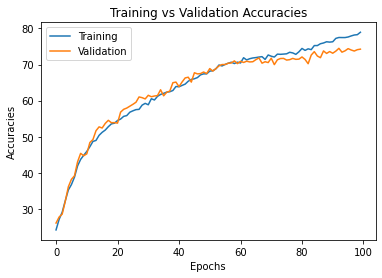 Training vs Validation Accuracies
Training
Validation
80
70
60
50
40
30
Accuracies
0 20 40 60 80 100
Epochs